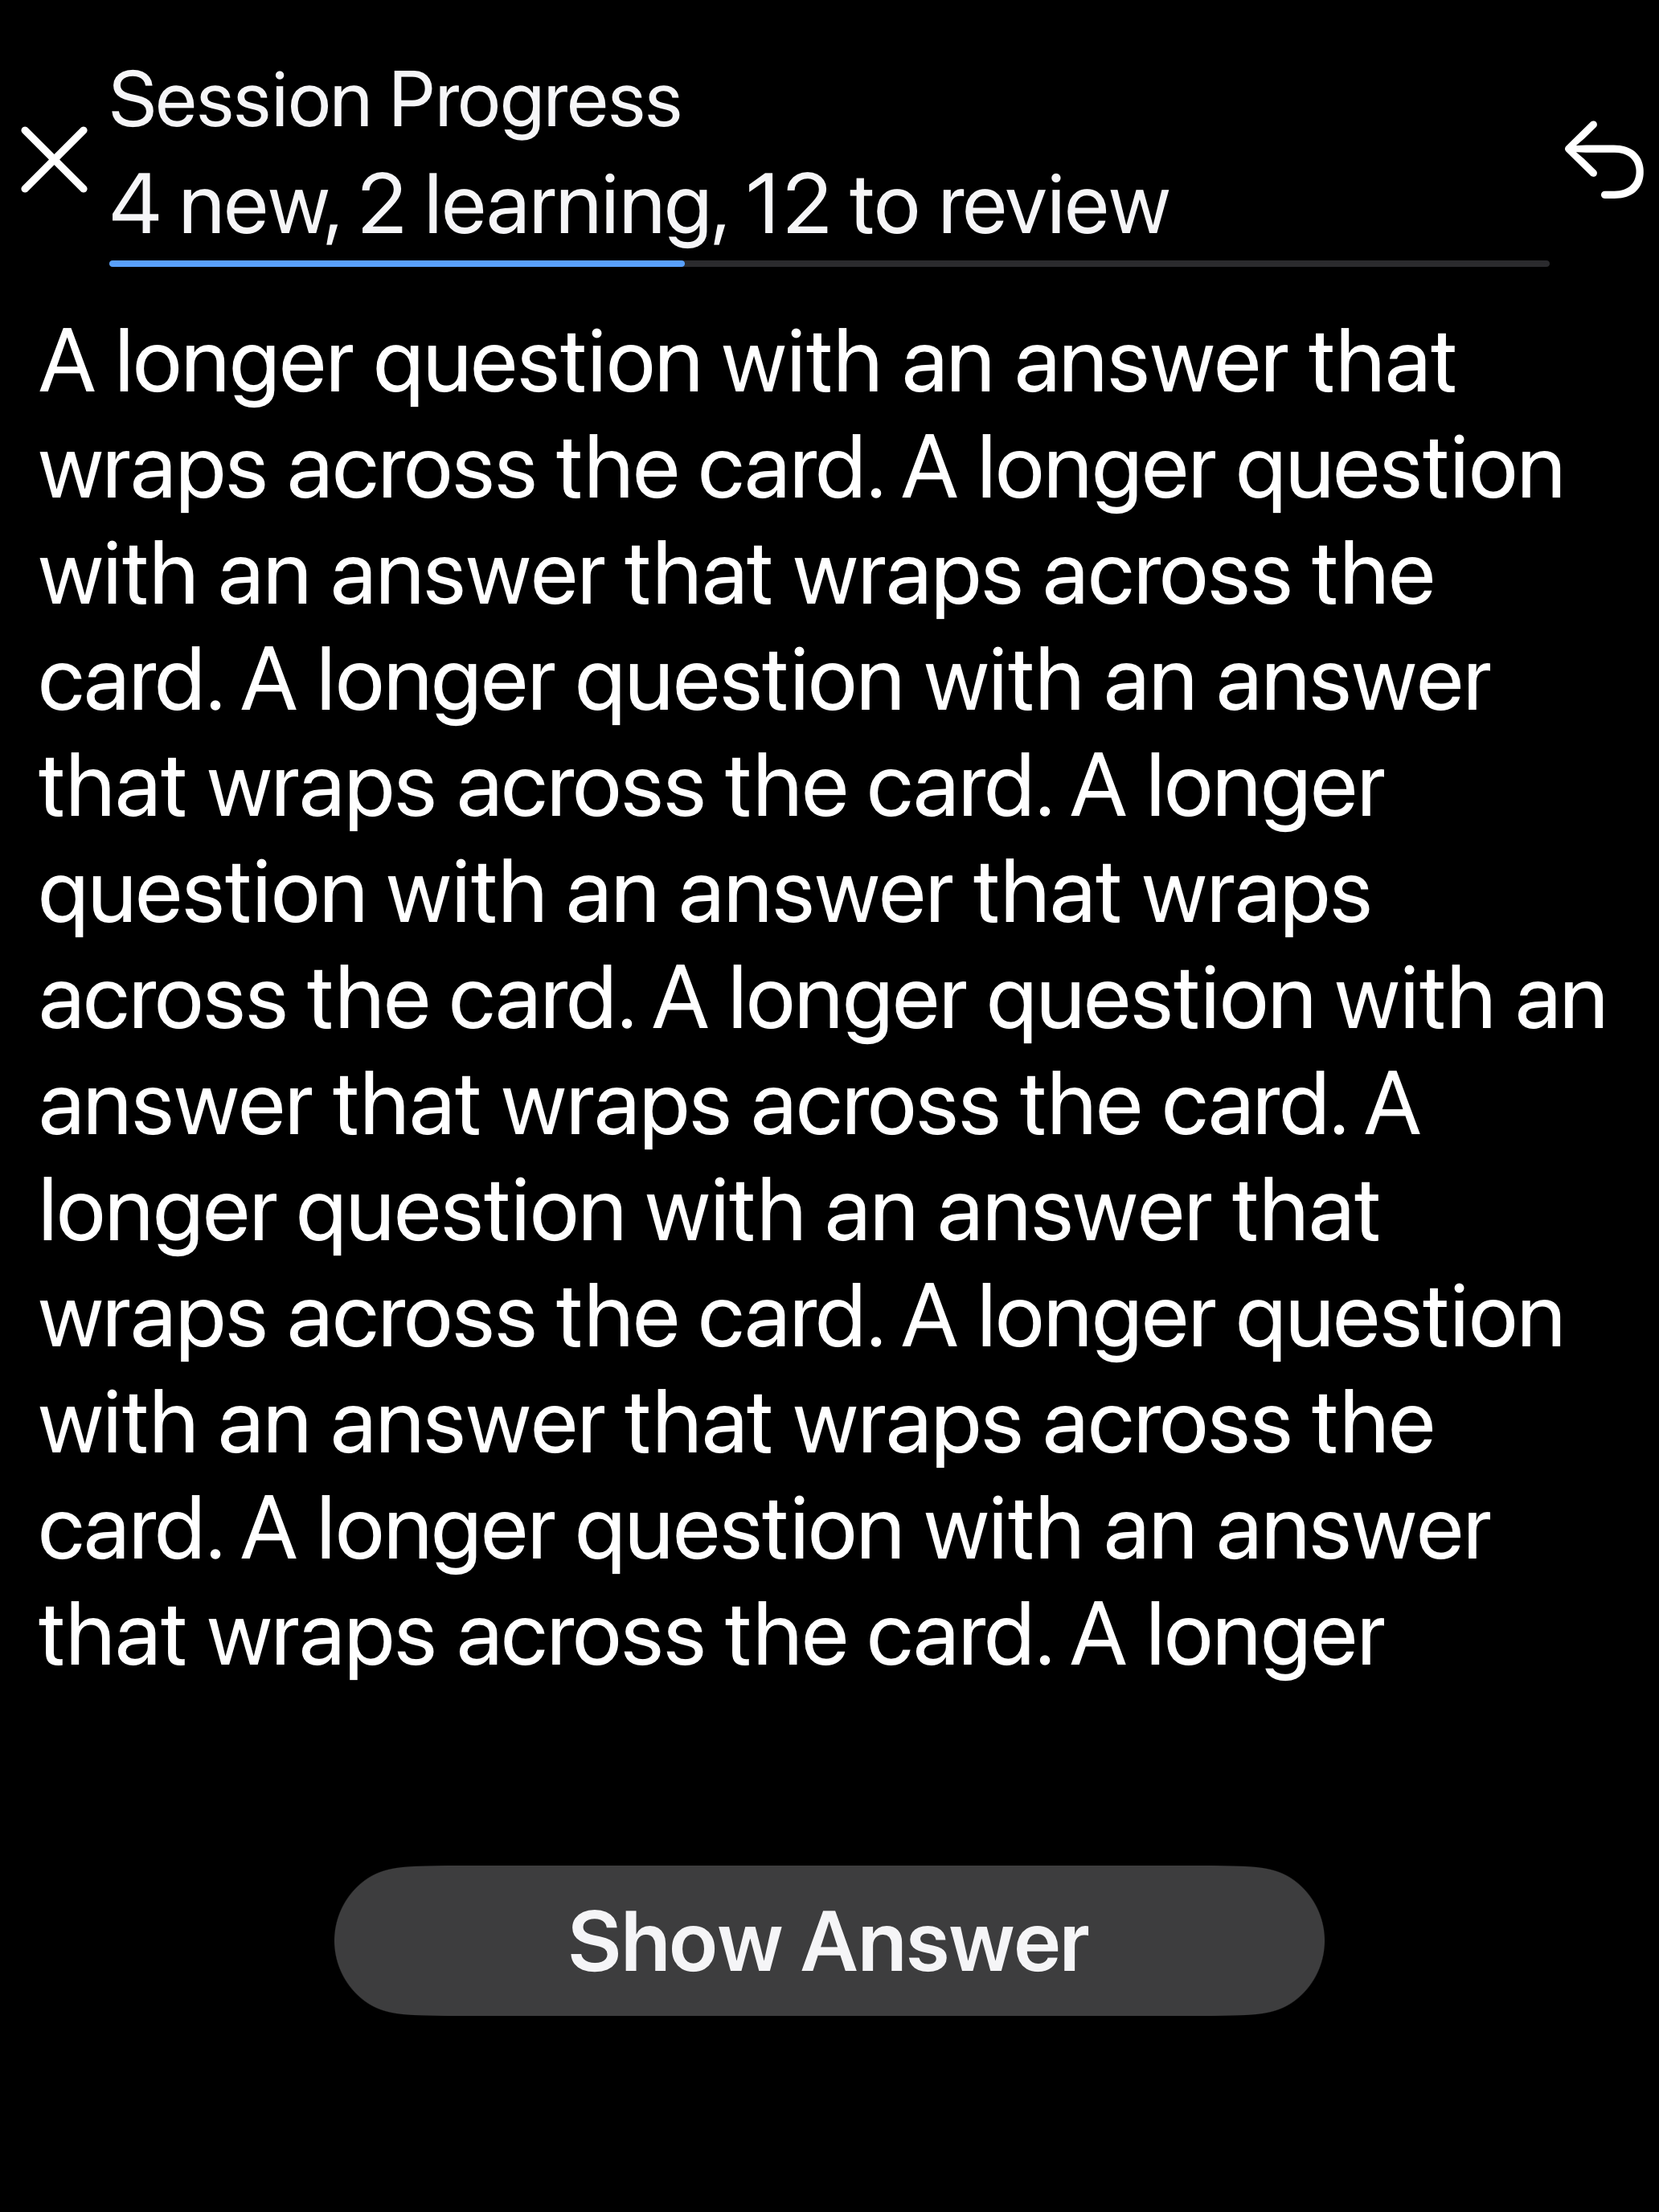 Session Progress
4 new, 2 learning, 12 to review
A longer question with an answer that
wraps across the card. A longer question
with an answer that wraps across the
card. A longer question with an answer
that wraps across the card. A longer
question with an answer that wraps
across the card. A longer question with an
answer that wraps across the card. A
longer question with an answer that
wraps across the card. A longer question
with an answer that wraps across the
card. A longer question with an answer
that wraps across the card. A longer
Show Answer